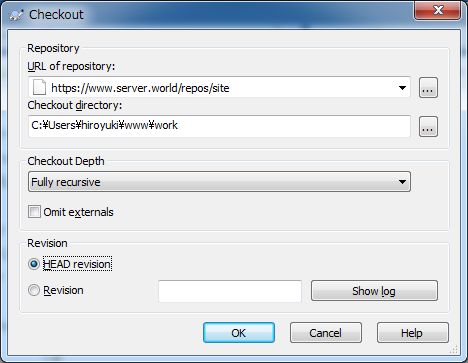 Checkout
Repository
URL of repository:
https://www.server.world/repos/site
...
Checkout directory:
C:¥Users¥hiroyuki¥www¥work
...
Checkout Depth
Fully recursive
Omit externals
Revision
HEAD revision
Revision
Show log
OK Cancel Help